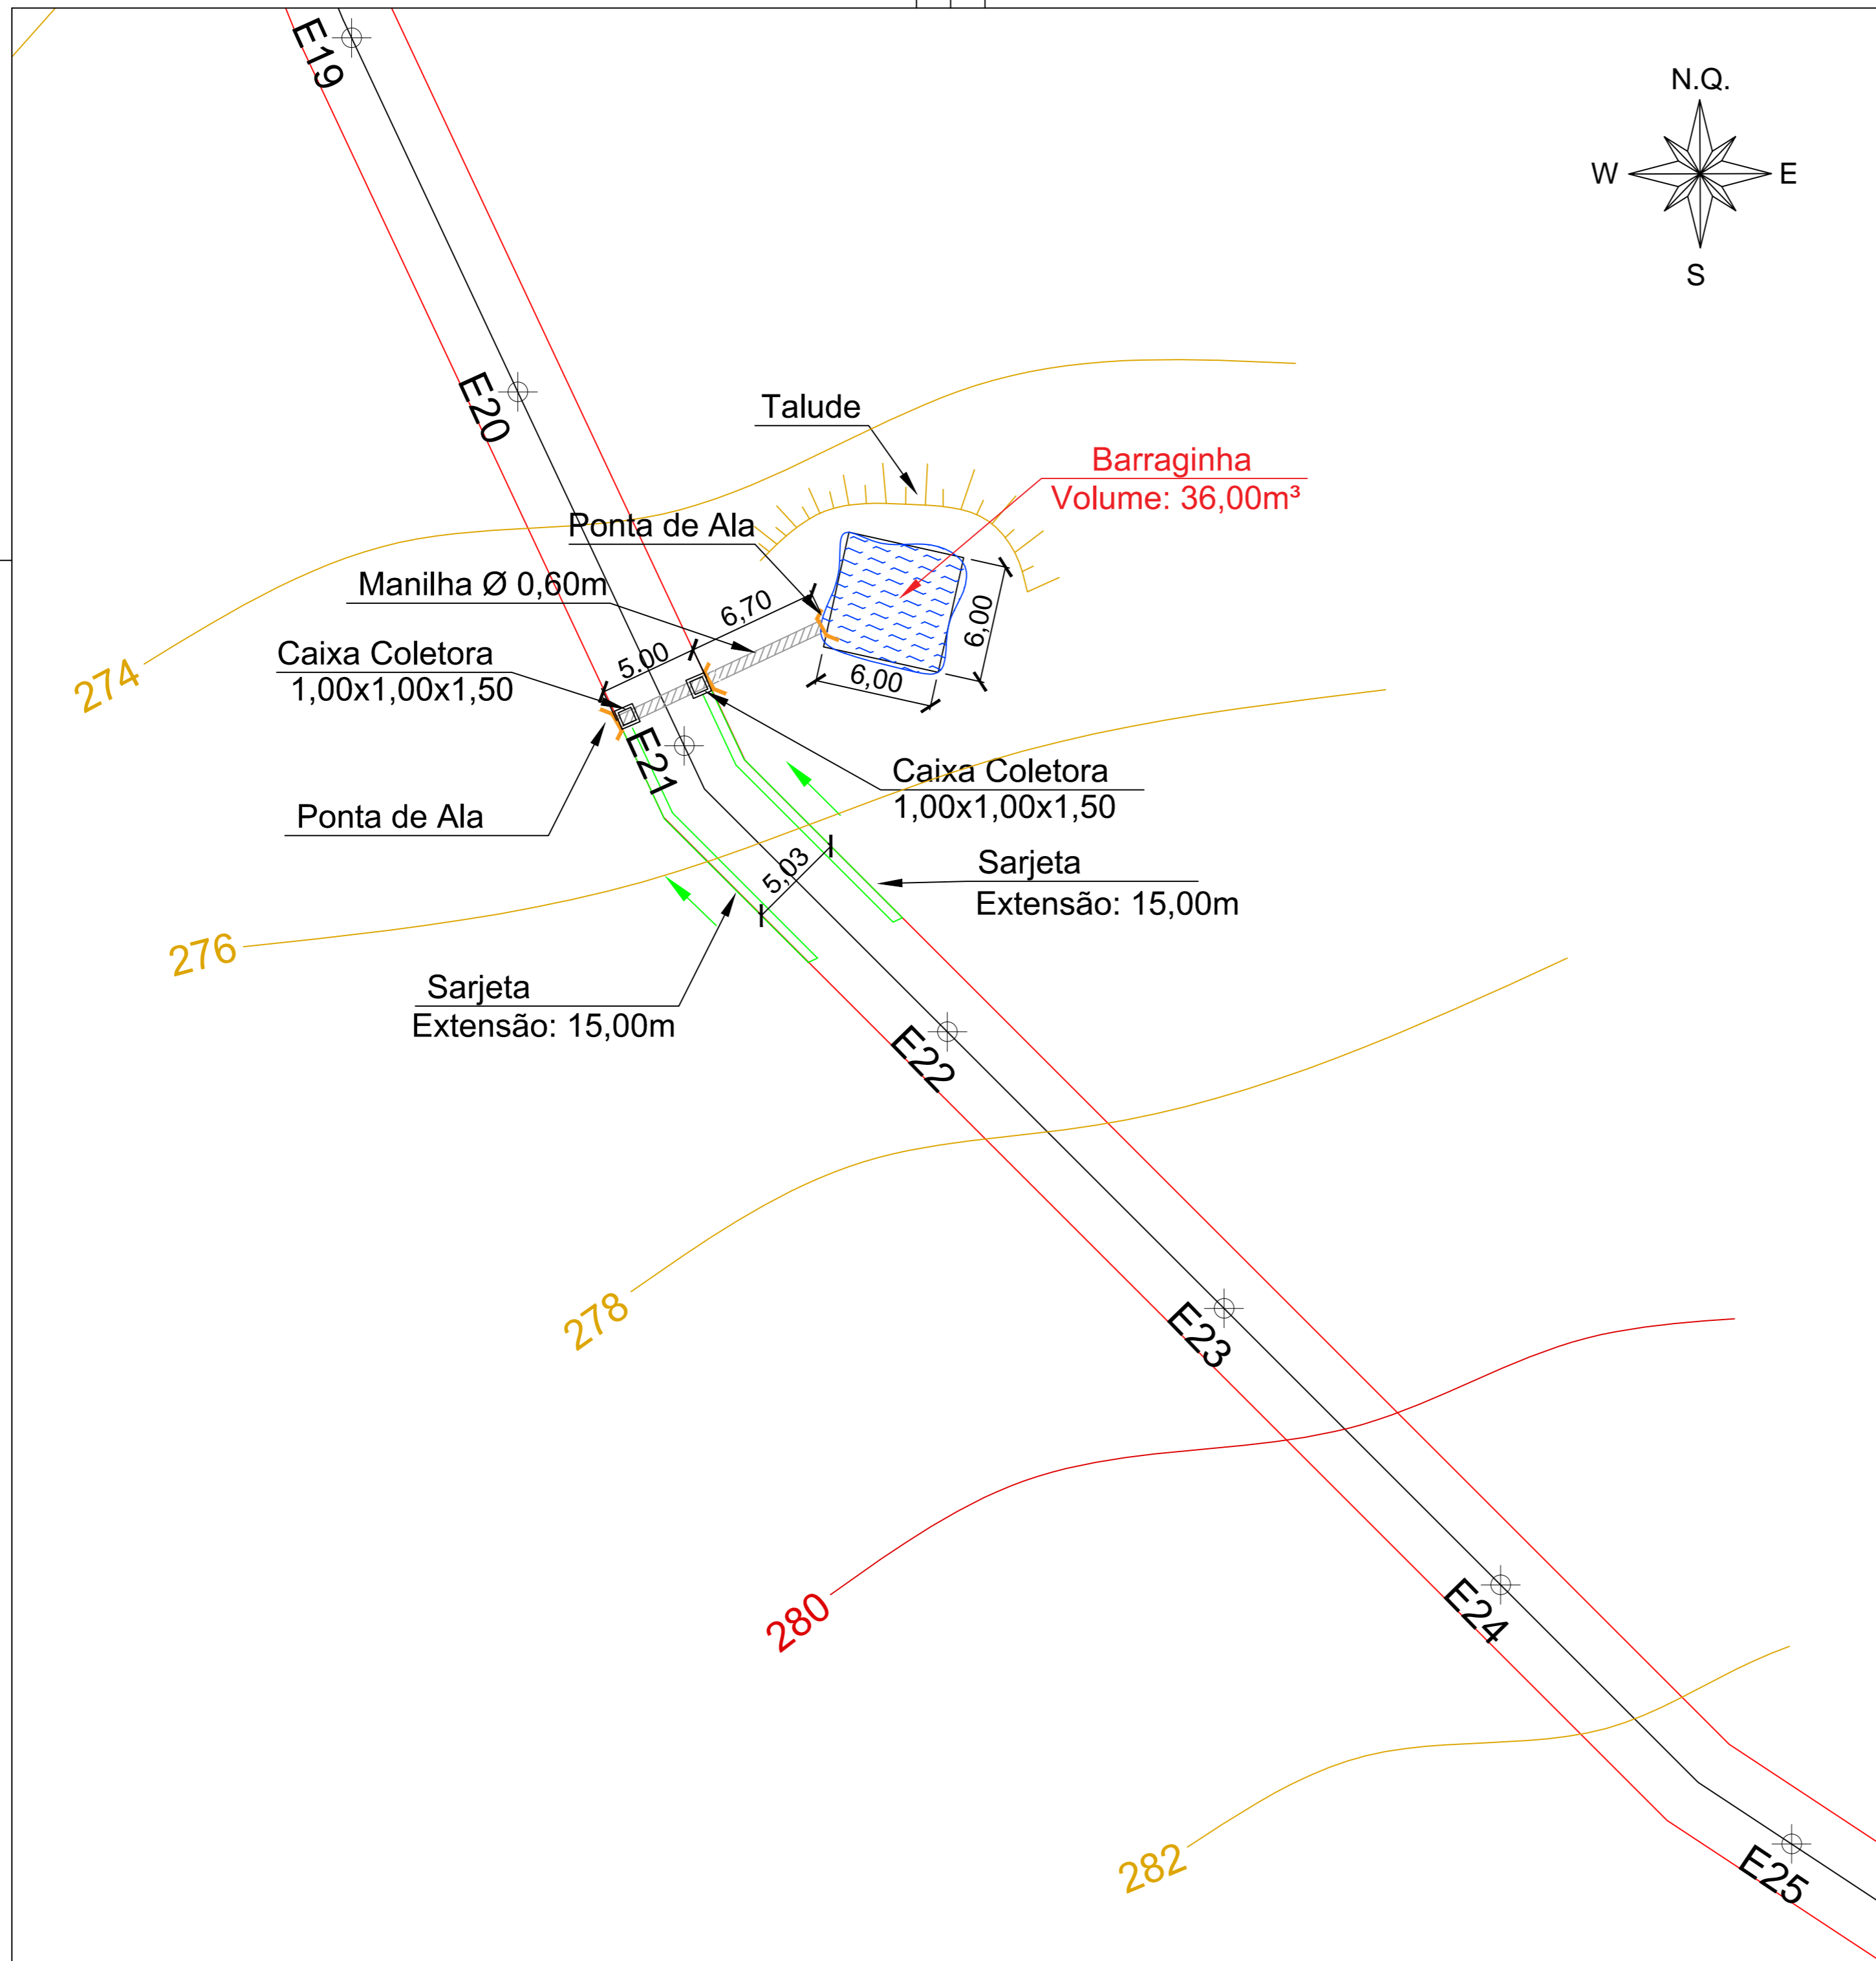 E19
N.Q.
W
E
S
E20
Talude
Barraginha
Volume: 36,00m³
Ponta de Ala
Manilha Ø 0,60m
6,70
6,00
Caixa Coletora
1,00x1,00x1,50
5.00
6,00
274
E21
Caixa Coletora
1,00x1,00x1,50
Ponta de Ala
5,03
Sarjeta
Extensão: 15,00m
276
Sarjeta
Extensão: 15,00m
E22
278
E23
280
E24
282
E25